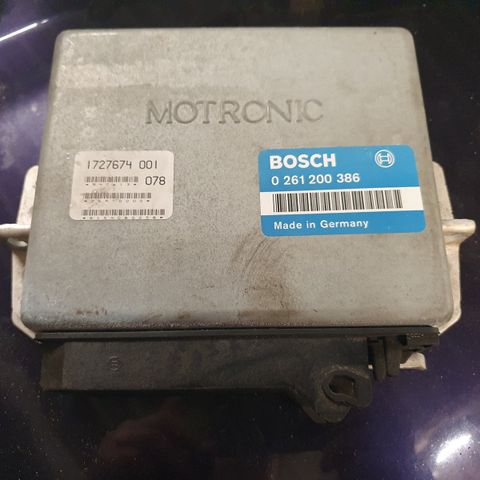 MOTRONIC
1727674 001
078
BOSCH
0 261 200 386
Made in Germany